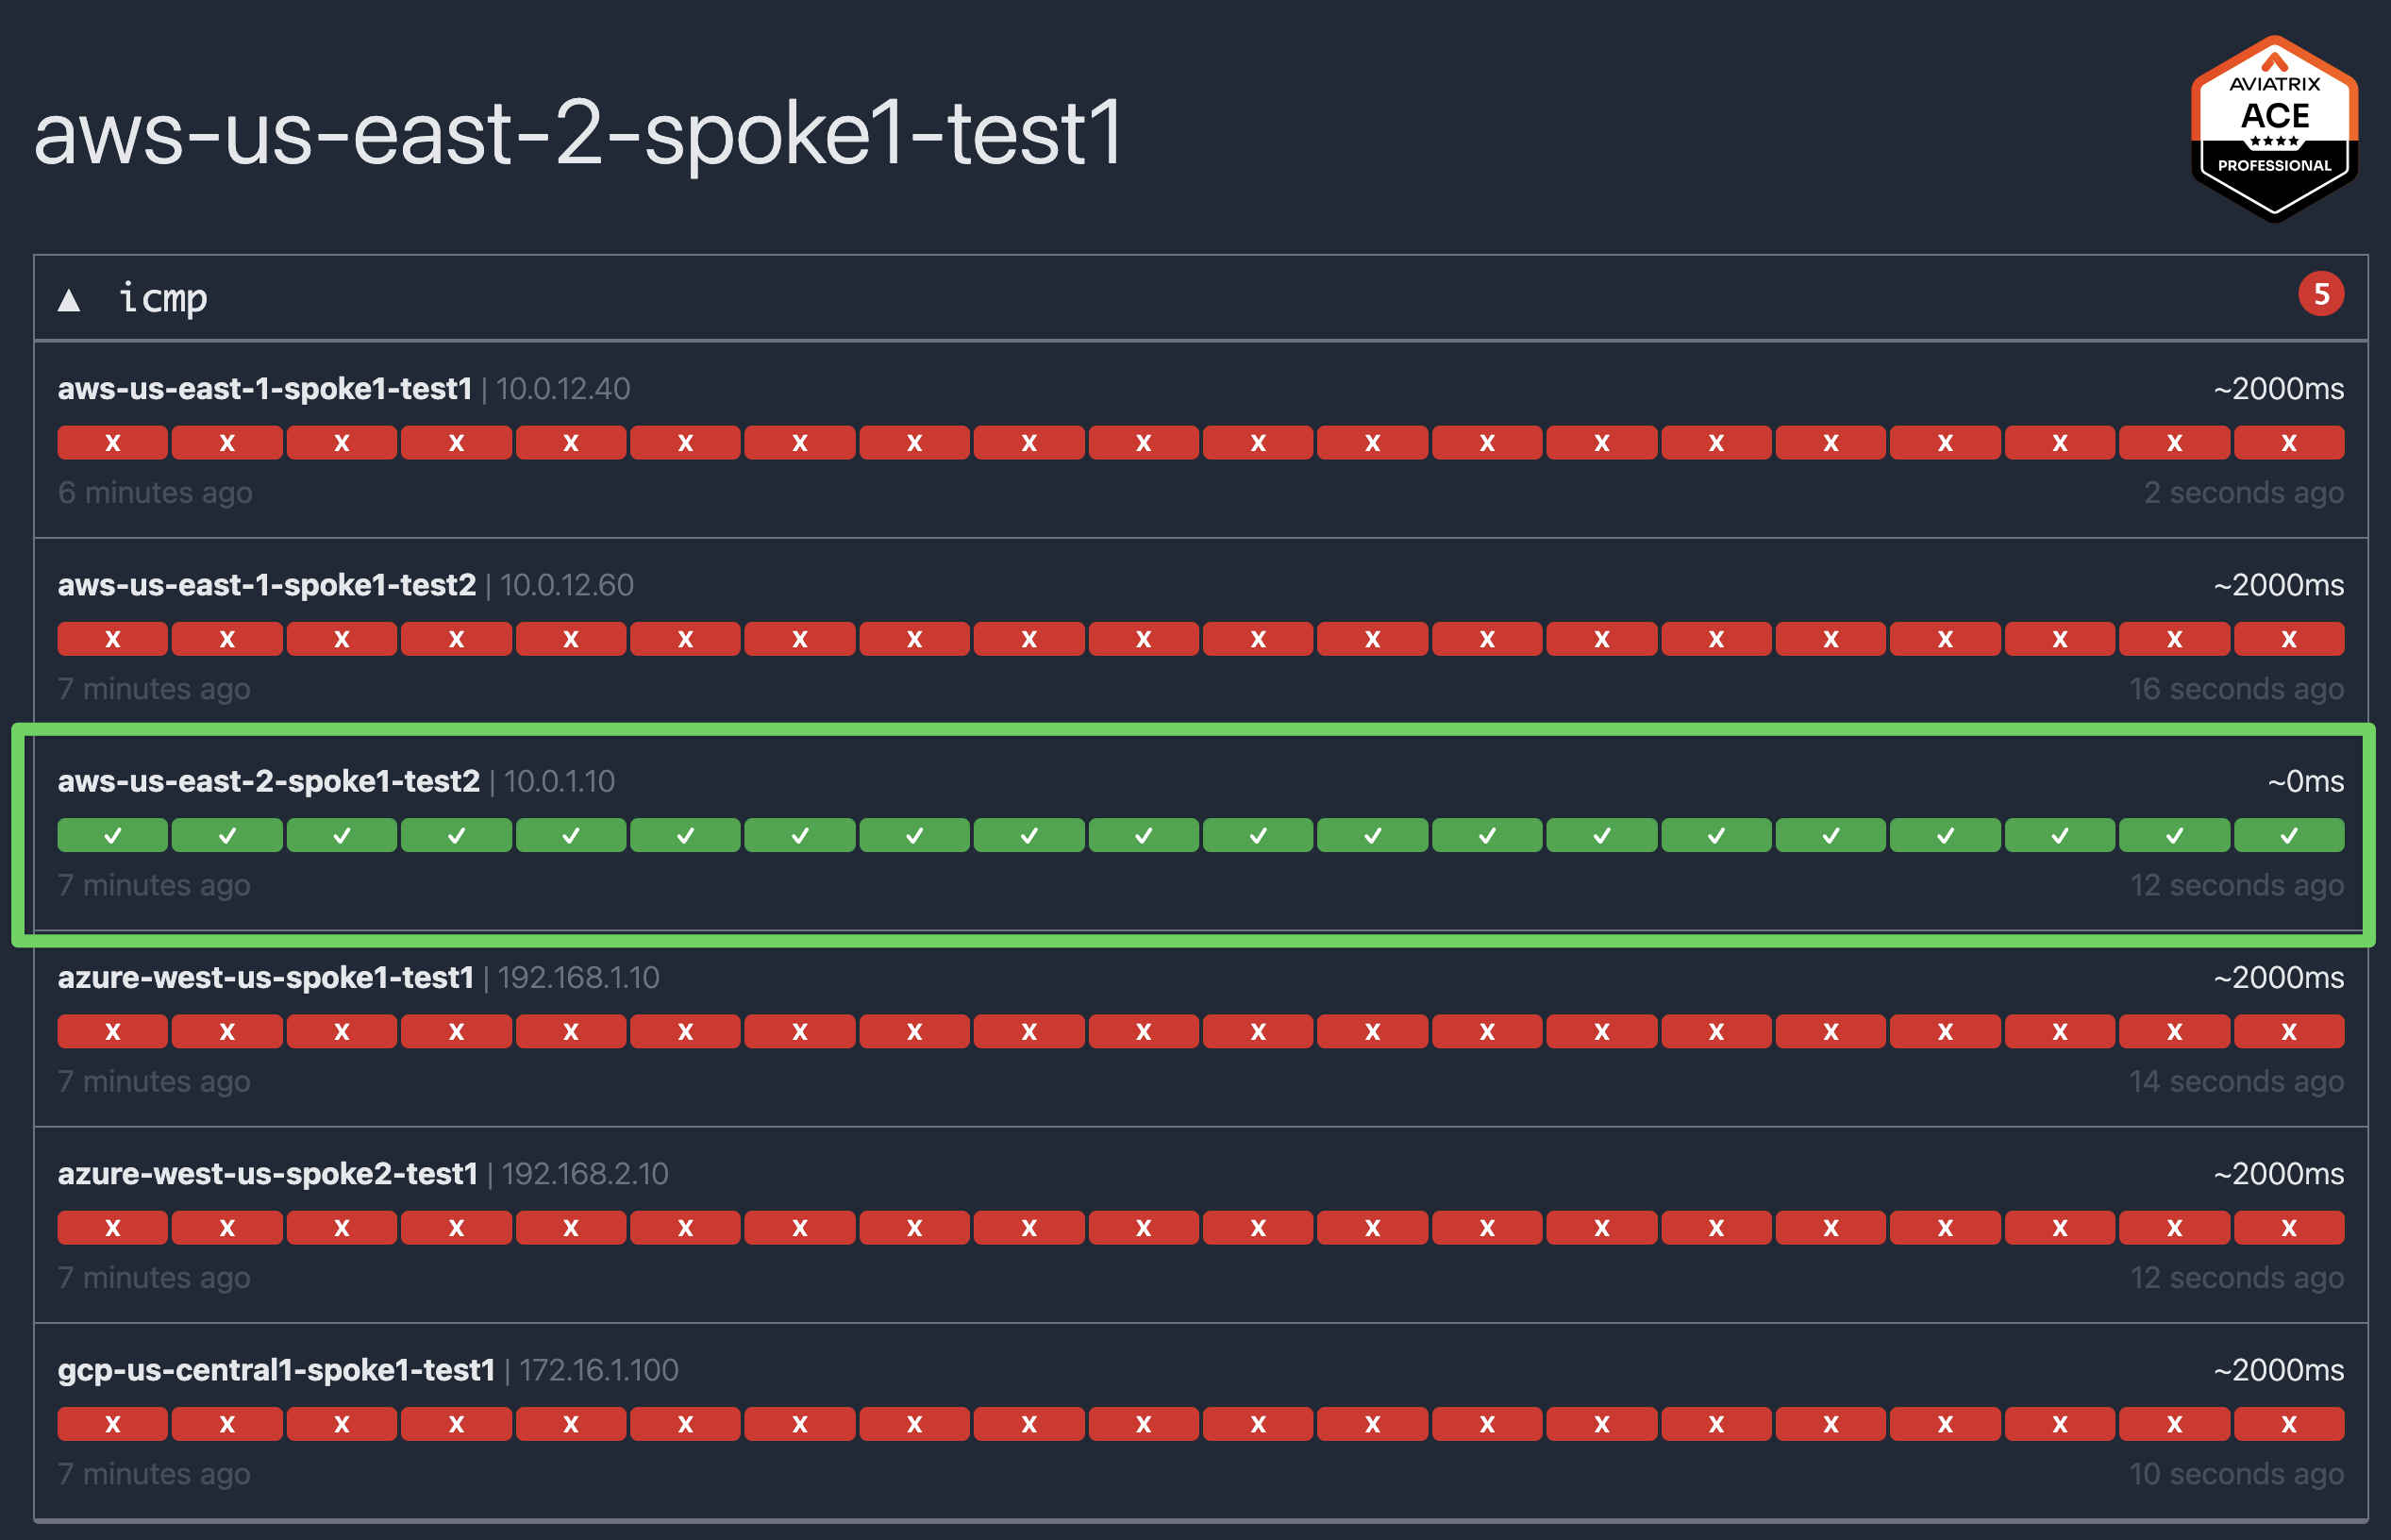 aws-us-east-2-spoke1-test1
AVIATRIX
ACE
PROFESSIONAL
▲ icmp 5
aws-us-east-1-spoke1-test1 | 10.0.12.40 ~2000ms
X X X X X X X X X X X X X X X X X X X X
6 minutes ago 2 seconds ago
aws-us-east-1-spoke1-test2 | 10.0.12.60 ~2000ms
X X X X X X X X X X X X X X X X X X X X
7 minutes ago 16 seconds ago
aws-us-east-2-spoke1-test2 | 10.0.1.10 ~0ms
✓ ✓ ✓ ✓ ✓ ✓ ✓ ✓ ✓ ✓ ✓ ✓ ✓ ✓ ✓ ✓ ✓ ✓ ✓ ✓
7 minutes ago 12 seconds ago
azure-west-us-spoke1-test1 | 192.168.1.10 ~2000ms
X X X X X X X X X X X X X X X X X X X X
7 minutes ago 14 seconds ago
azure-west-us-spoke2-test1 | 192.168.2.10 ~2000ms
X X X X X X X X X X X X X X X X X X X X
7 minutes ago 12 seconds ago
gcp-us-central1-spoke1-test1 | 172.16.1.100 ~2000ms
X X X X X X X X X X X X X X X X X X X X
7 minutes ago 10 seconds ago